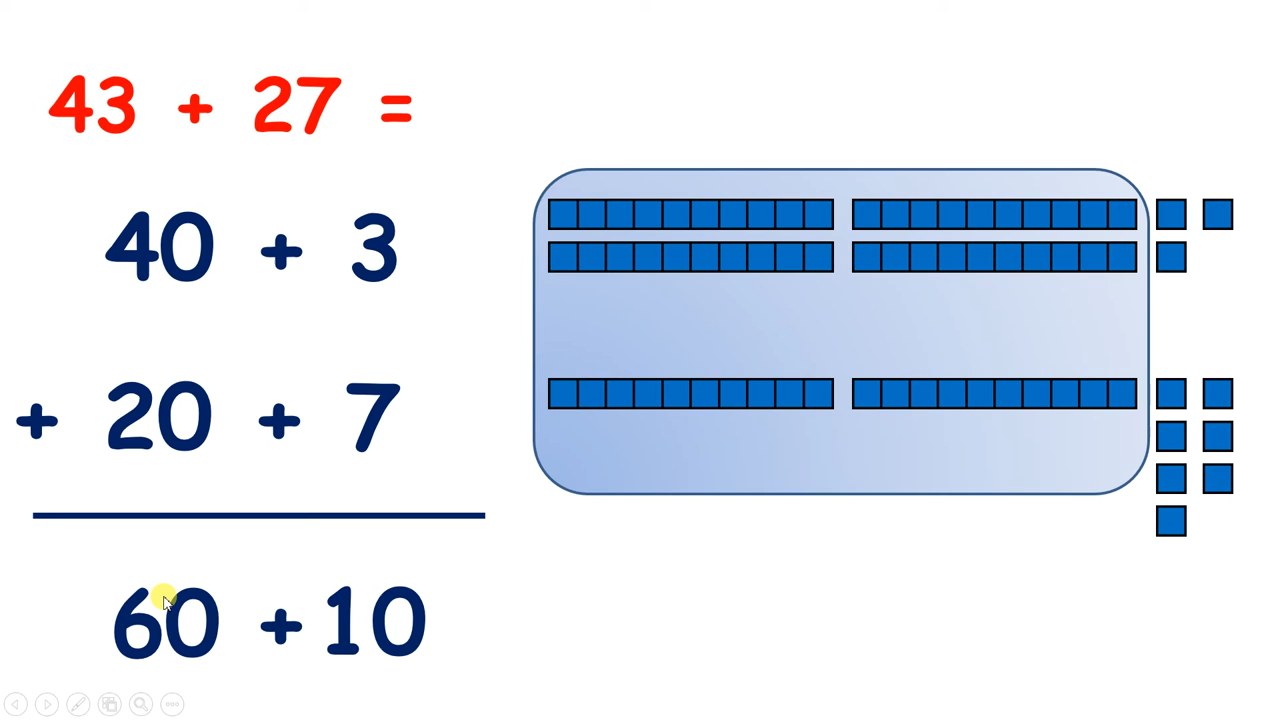 43 + 27 =
40 + 3
+ 20 + 7
60 + 10